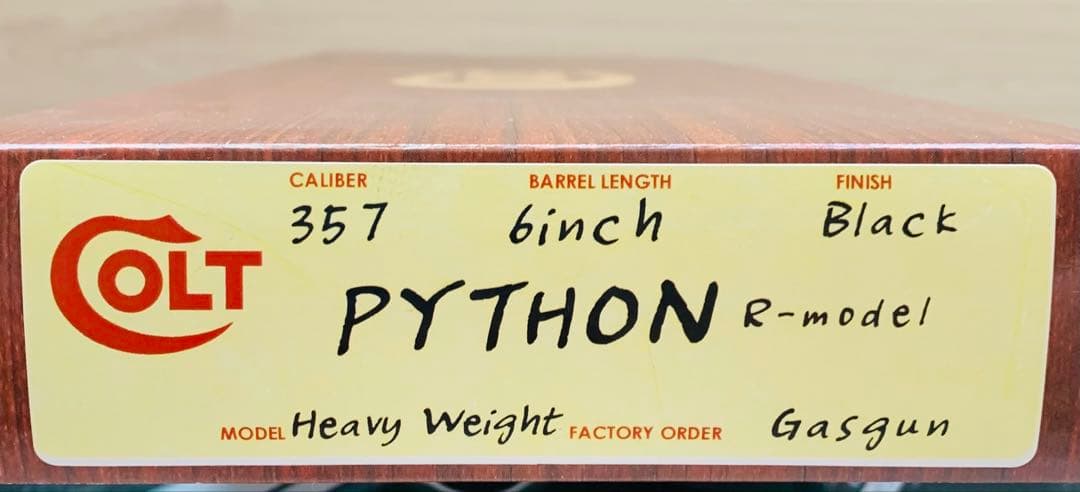 CALIBER BARREL LENGTH FINISH
357 6inch Black
COLT
PYTHON R-model
MODEL Heavy Weight FACTORY ORDER Gasgun